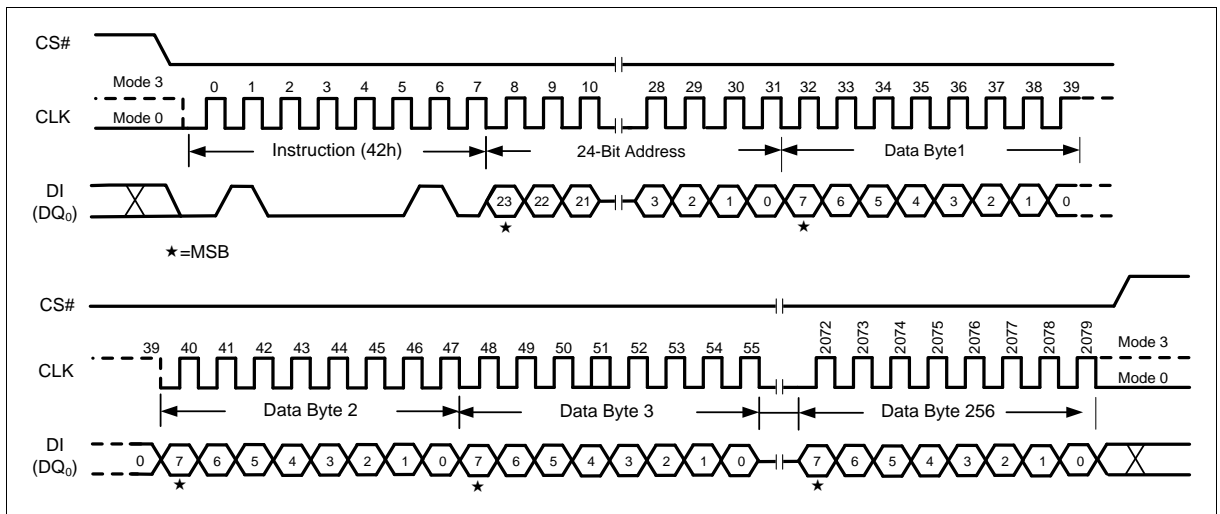 CS#
Mode 3
0 1 2 3 4 5 6 7 8 9 10 28 29 30 31 32 33 34 35 36 37 38 39
CLK
Mode 0
Instruction (42h) 24-Bit Address Data Byte1
DI
(DQ0)
23 22 21 3 2 1 0 7 6 5 4 3 2 1 0
★ ★
★=MSB
CS#
39 40 41 42 43 44 45 46 47 48 49 50 51 52 53 54 55 2072 2073 2074 2075 2076 2077 2078 2079
Mode 3
CLK
Mode 0
Data Byte 2 Data Byte 3 Data Byte 256
DI
(DQ0)
0 7 6 5 4 3 2 1 0 7 6 5 4 3 2 1 0 7 6 5 4 3 2 1 0
★ ★ ★